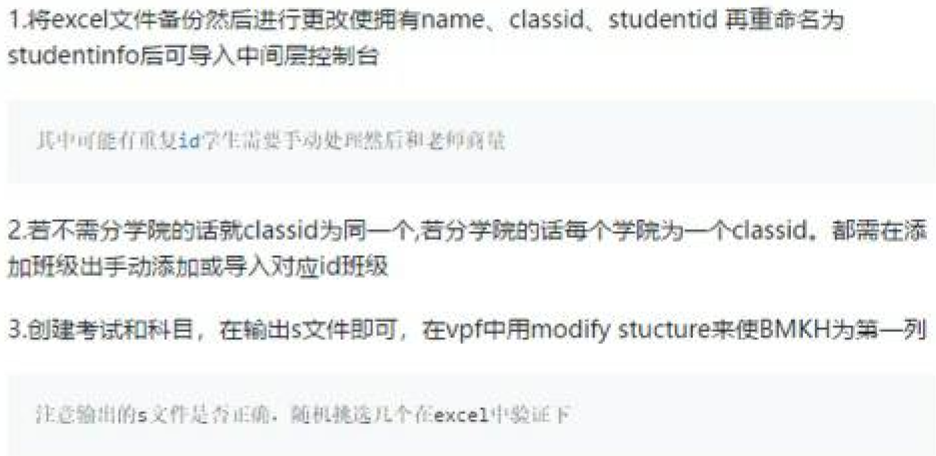 1.将excel文件备份然后进行更改使拥有name、classid、studentid 再重命名为
studentinfo后可导入中间层控制台
其中可能有重复id学生需要手动处理然后和老师商量
2.若不需分学院的话就classid为同一个,若分学院的话每个学院为一个classid。都需在添
加班级出手动添加或导入对应id班级
3.创建考试和科目，在输出s文件即可，在vpf中用modify stucture来使BMKH为第一列
注意输出的s文件是否正确，随机挑选几个在excel中验证下